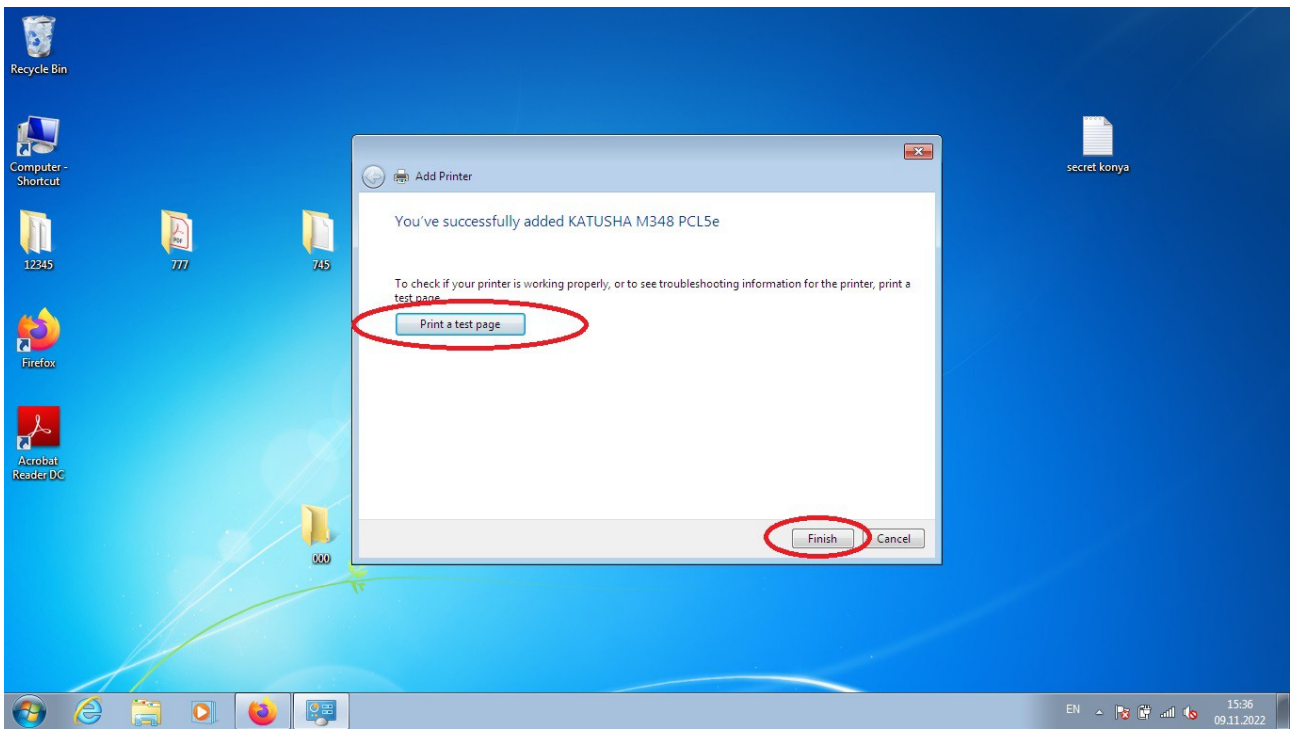 Recycle Bin
Computer -
Shortcut
12345
777
745
Firefox
Acrobat
Reader DC
000
secret konya
Add Printer
You've successfully added KATUSHA M348 PCL5e
To check if your printer is working properly, or to see troubleshooting information for the printer, print a
test page.
Print a test page
Finish
Cancel
PDF
EN
15:36
09.11.2022